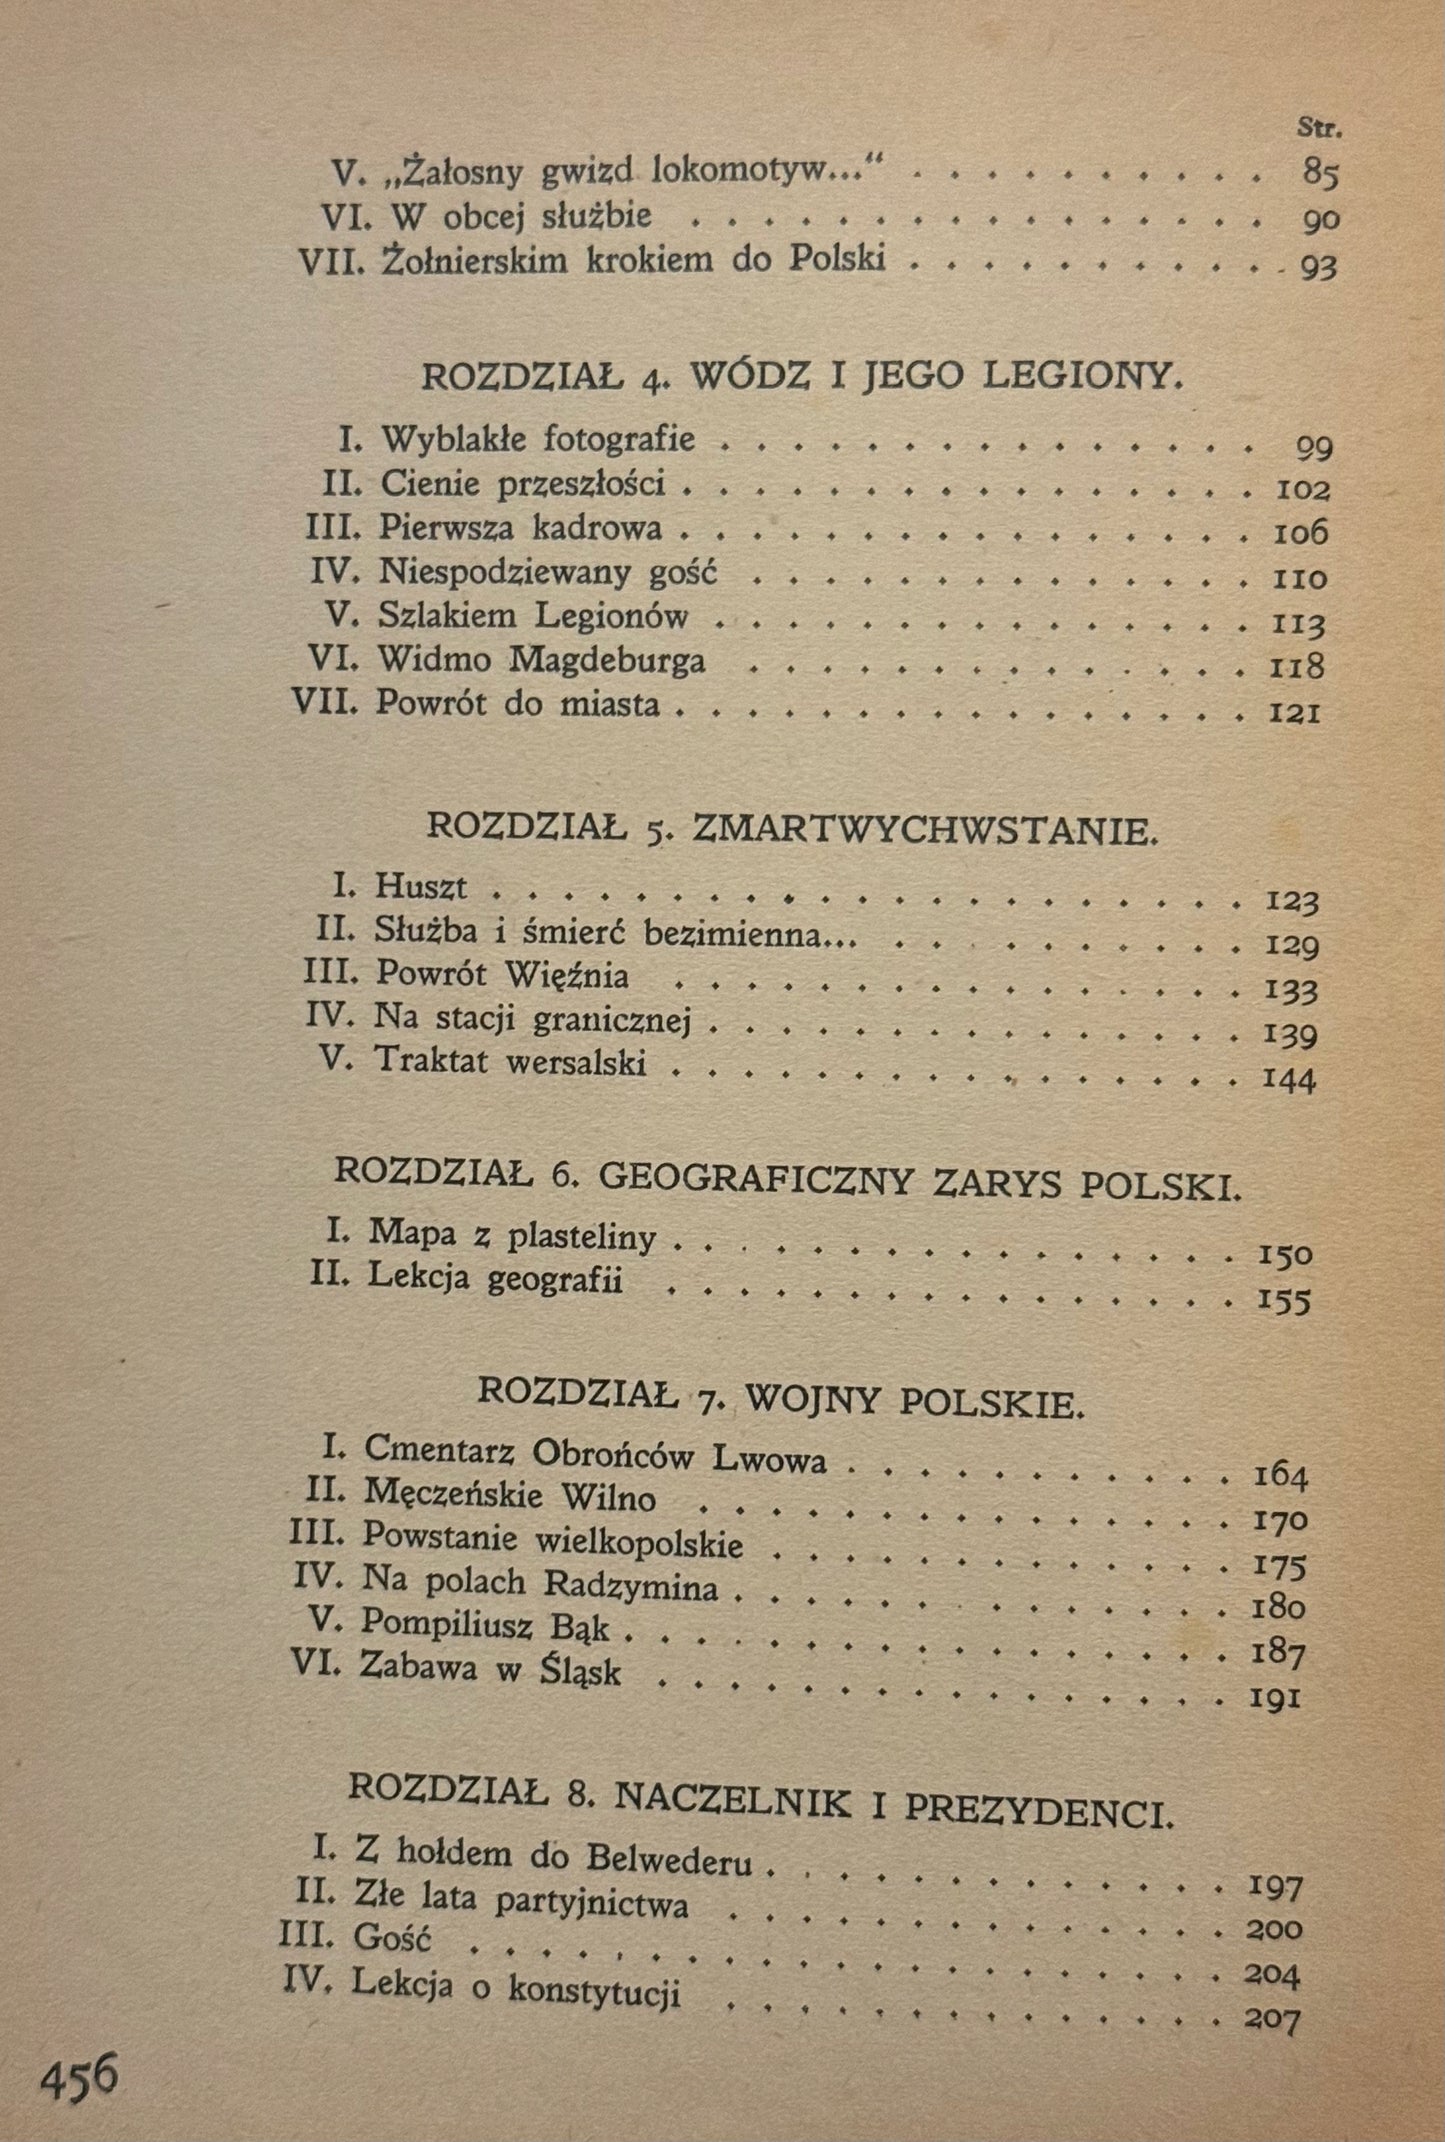 Str.
V. „Żałosny gwizd lokomotyw...“ . . . . . . . . . . 85
VI. W obcej służbie . . . . . . . . . . . . . . . . 90
VII. Żołnierskim krokiem do Polski . . . . . . . . . . . 93
ROZDZIAŁ 4. WÓDZ I JEGO LEGIONY.
I. Wyblakłe fotografie . . . . . . . . . . . . . . . 99
II. Cienie przeszłości . . . . . . . . . . . . . . . . 102
III. Pierwsza kadrowa . . . . . . . . . . . . . . . . 106
IV. Niespodziewany gość . . . . . . . . . . . . . . 110
V. Szlakiem Legionów . . . . . . . . . . . . . . . 113
VI. Widmo Magdeburga . . . . . . . . . . . . . . 118
VII. Powrót do miasta . . . . . . . . . . . . . . . . 121
ROZDZIAŁ 5. ZMARTWYCHWSTANIE.
I. Huszt . . . . . . . . . . . . . . . . . . . . . 123
II. Służba i śmierć bezimienna... . . . . . . . . . . 129
III. Powrót Więźnia . . . . . . . . . . . . . . . . 133
IV. Na stacji granicznej . . . . . . . . . . . . . . . 139
V. Traktat wersalski . . . . . . . . . . . . . . . . 144
ROZDZIAŁ 6. GEOGRAFICZNY ZARYS POLSKI.
I. Mapa z plasteliny . . . . . . . . . . . . . . . . 150
II. Lekcja geografii . . . . . . . . . . . . . . . . 155
ROZDZIAŁ 7. WOJNY POLSKIE.
I. Cmentarz Obrońców Lwowa . . . . . . . . . . . 164
II. Męczeńskie Wilno . . . . . . . . . . . . . . . 170
III. Powstanie wielkopolskie . . . . . . . . . . . . . 175
IV. Na polach Radzymina . . . . . . . . . . . . . . 180
V. Pompiliusz Bąk . . . . . . . . . . . . . . . . . 187
VI. Zabawa w Śląsk . . . . . . . . . . . . . . . . 191
ROZDZIAŁ 8. NACZELNIK I PREZYDENCI.
I. Z hołdem do Belwederu . . . . . . . . . . . . . 197
II. Złe lata partyjnictwa . . . . . . . . . . . . . . 200
III. Gość . . . . . . . . . . . . . . . . . . . . . 204
IV. Lekcja o konstytucji . . . . . . . . . . . . . . 207
456